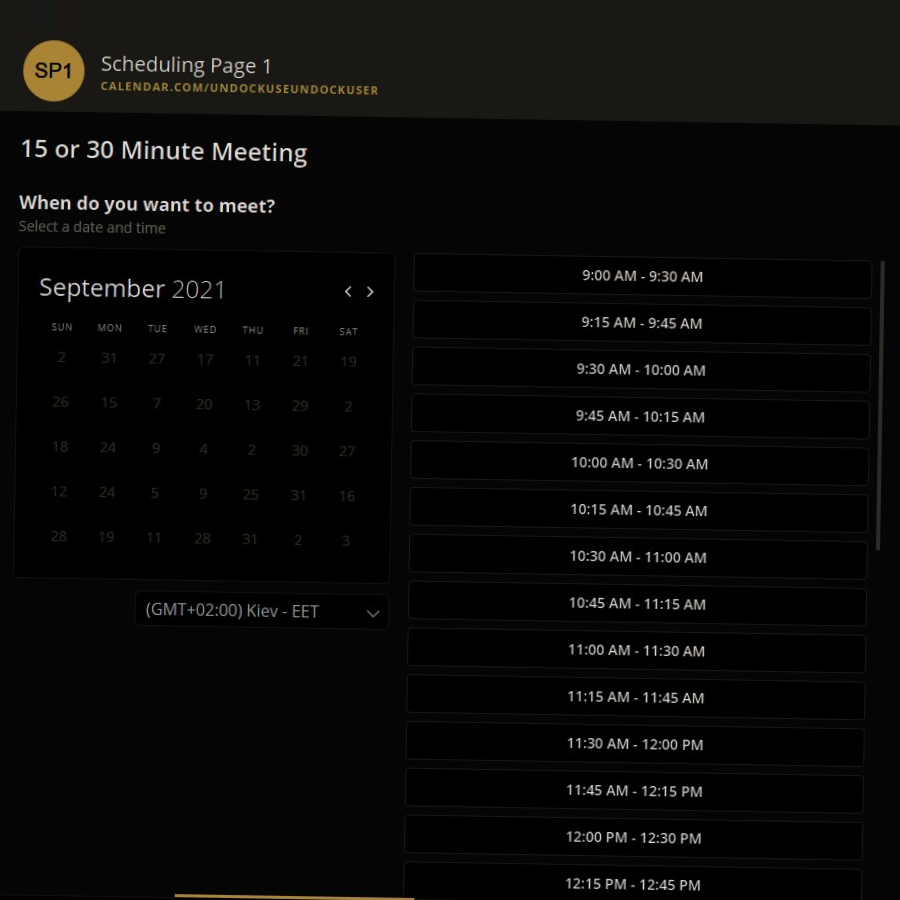 SP1
Scheduling Page 1
CALENDAR.COM/UNDOCKUSEUNDOCKUSER
15 or 30 Minute Meeting
When do you want to meet?
Select a date and time
September 2021
SUN MON TUE WED THU FRI SAT
2 31 27 17 11 21 19
26 15 7 20 13 29 2
18 24 9 4 2 30 27
12 24 5 9 25 31 16
28 19 11 28 31 2 3
(GMT+02:00) Kiev - EET
9:00 AM - 9:30 AM
9:15 AM - 9:45 AM
9:30 AM - 10:00 AM
9:45 AM - 10:15 AM
10:00 AM - 10:30 AM
10:15 AM - 10:45 AM
10:30 AM - 11:00 AM
10:45 AM - 11:15 AM
11:00 AM - 11:30 AM
11:15 AM - 11:45 AM
11:30 AM - 12:00 PM
11:45 AM - 12:15 PM
12:00 PM - 12:30 PM
12:15 PM - 12:45 PM